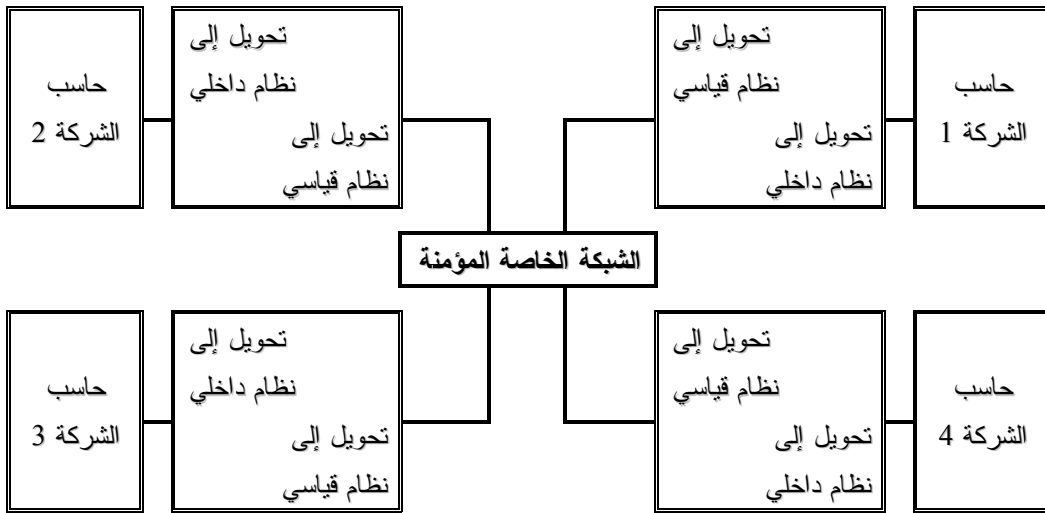 حاسب
الشركة 1
تحويل إلى
نظام قياسي
تحويل إلى
نظام داخلي
تحويل إلى
نظام داخلي
تحويل إلى
نظام قياسي
حاسب
الشركة 2
الشبكة الخاصة المؤمنة
حاسب
الشركة 4
تحويل إلى
نظام قياسي
تحويل إلى
نظام داخلي
تحويل إلى
نظام داخلي
تحويل إلى
نظام قياسي
حاسب
الشركة 3